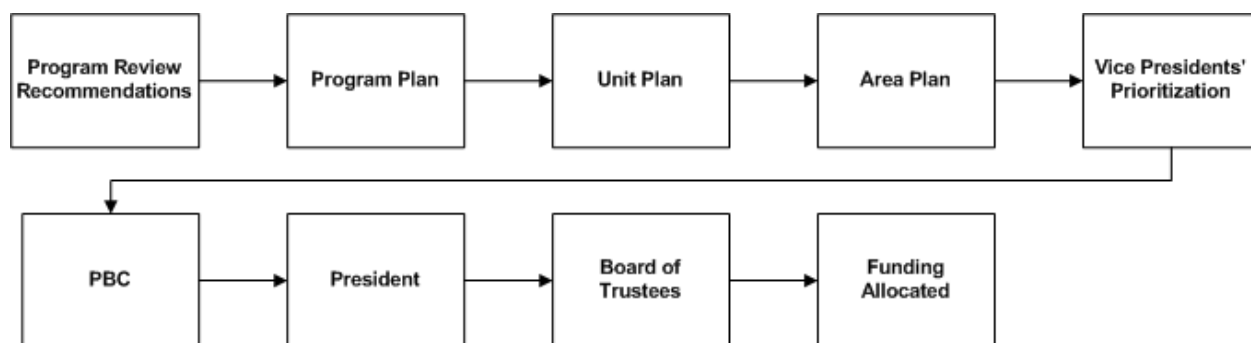 Program Review
Recommendations
Program Plan
Unit Plan
Area Plan
Vice Presidents'
Prioritization
PBC
President
Board of
Trustees
Funding
Allocated